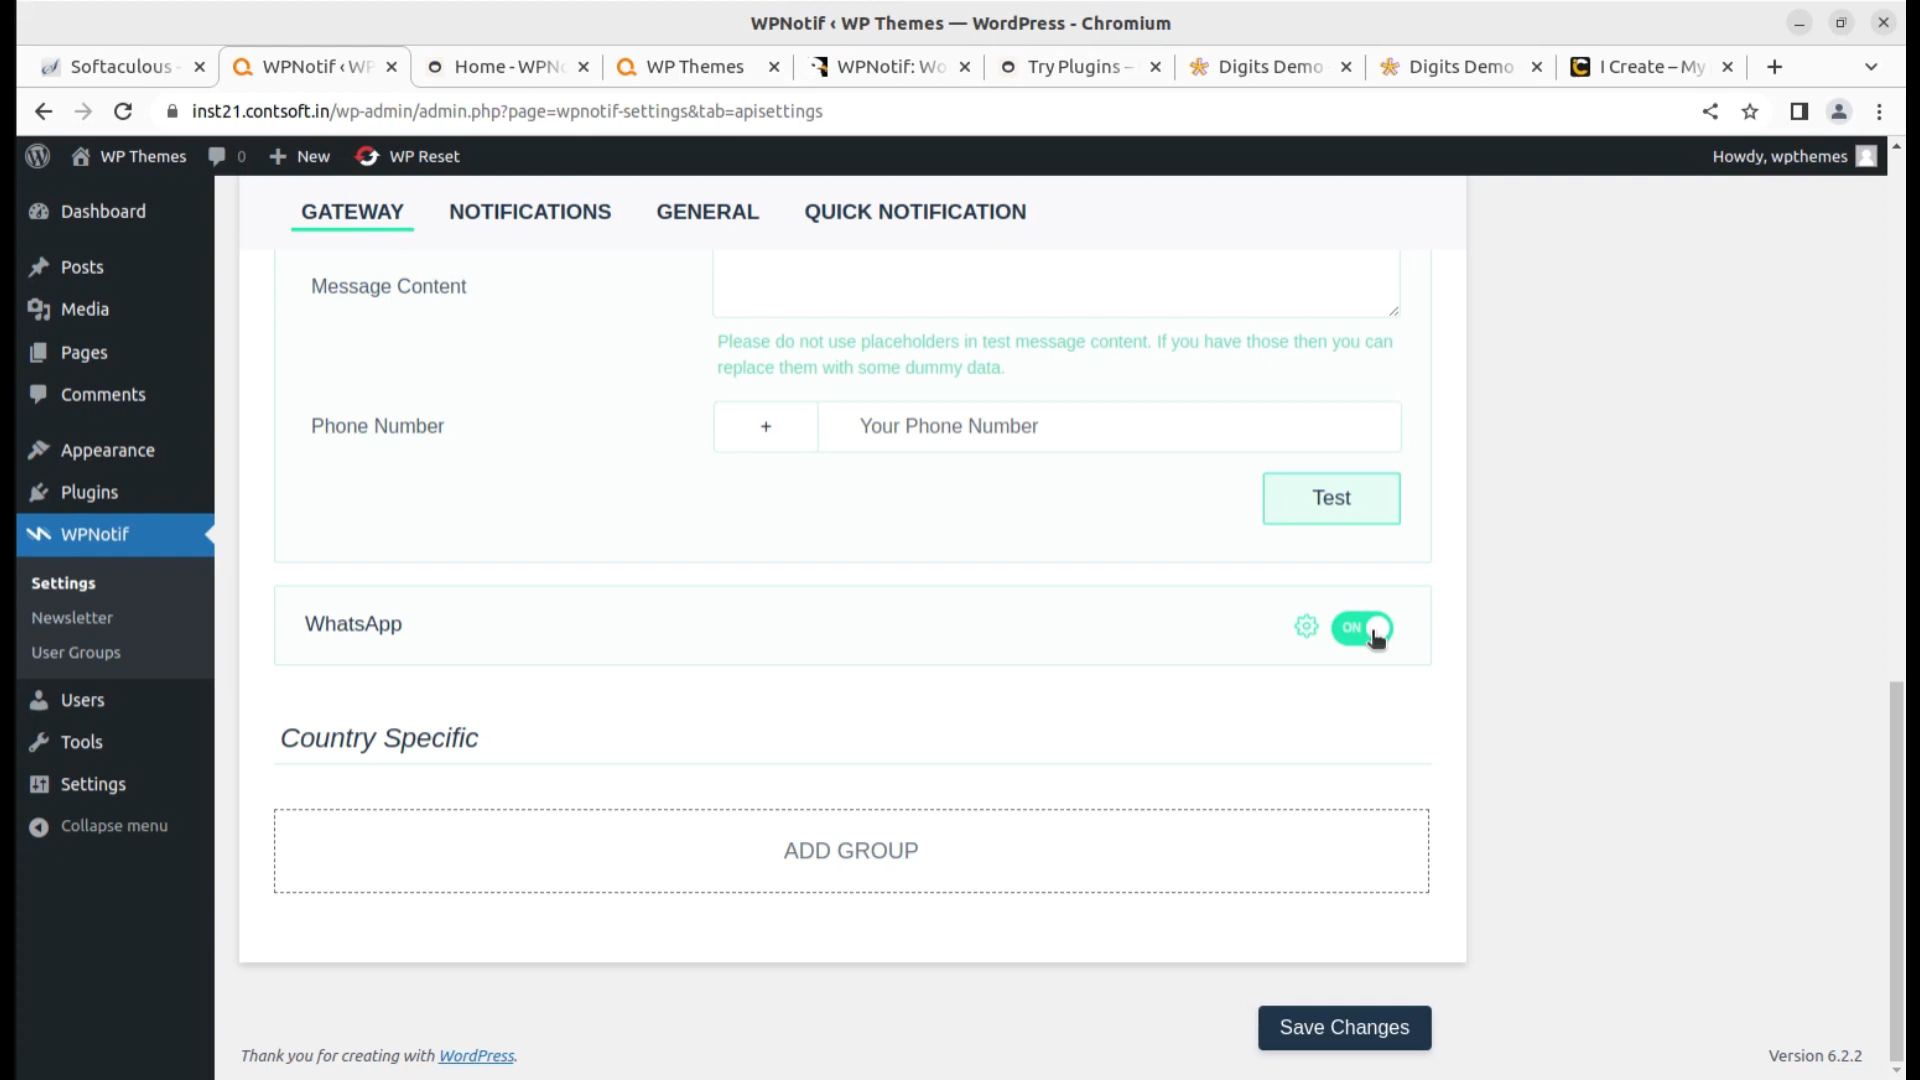 WPNotif ‹ WP Themes — WordPress - Chromium
Softaculous -
WPNotif ‹ WP
Home - WPNo
WP Themes
WPNotif: Wo
Try Plugins –
Digits Demo
Digits Demo
I Create – My
inst21.contsoft.in/wp-admin/admin.php?page=wpnotif-settings&tab=apisettings
WP Themes
0
+ New
WP Reset
Howdy, wpthemes
Dashboard
Posts
Media
Pages
Comments
Appearance
Plugins
WPNotif
Settings
Newsletter
User Groups
Users
Tools
Settings
Collapse menu
GATEWAY
NOTIFICATIONS
GENERAL
QUICK NOTIFICATION
Message Content
Please do not use placeholders in test message content. If you have those then you can
replace them with some dummy data.
Phone Number
+
Your Phone Number
Test
WhatsApp
ON
Country Specific
ADD GROUP
Save Changes
Thank you for creating with WordPress.
Version 6.2.2